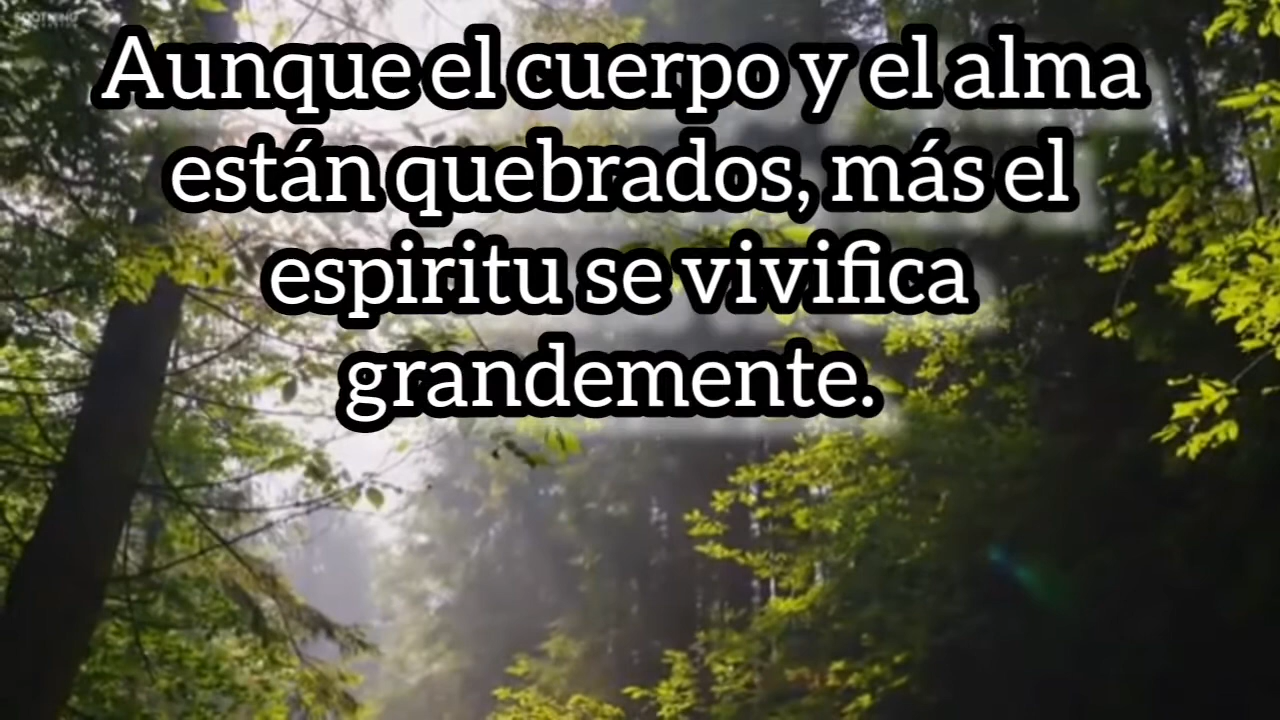 Aunque el cuerpo y el alma
están quebrados, más el
espiritu se vivifica
grandemente.